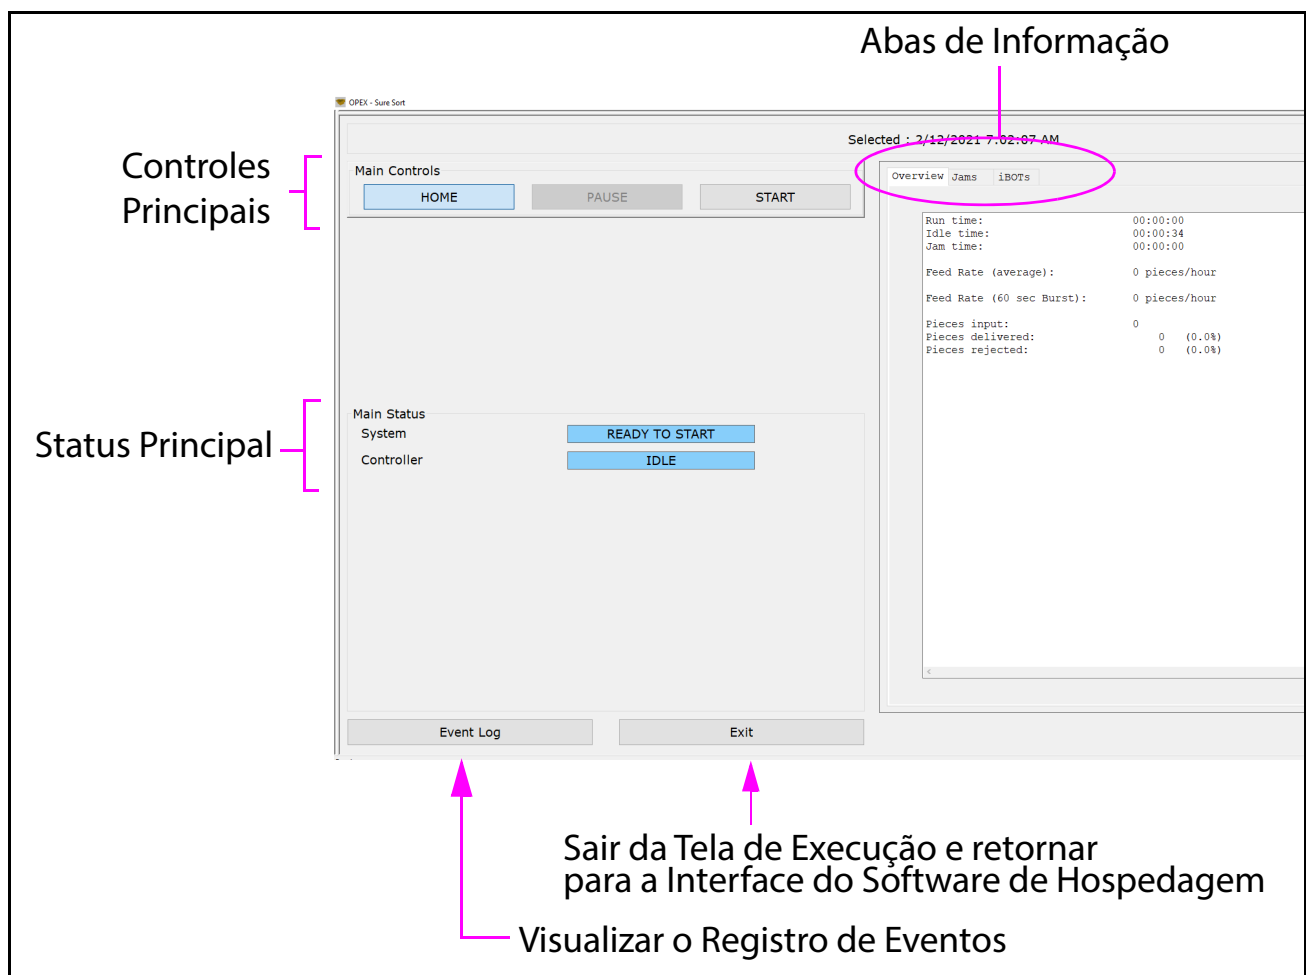 Abas de Informação
OPEX - Sure Sort
Selected : 2/12/2021 7:02:07 AM
Controles
Principais
Main Controls
HOME PAUSE START
Overview Jams iBOTs
Run time: 00:00:00
Idle time: 00:00:34
Jam time: 00:00:00
Feed Rate (average): 0 pieces/hour
Feed Rate (60 sec Burst): 0 pieces/hour
Pieces input: 0
Pieces delivered: 0 (0.0%)
Pieces rejected: 0 (0.0%)
Status Principal
Main Status
System READY TO START
Controller IDLE
Event Log Exit
Sair da Tela de Execução e retornar
para a Interface do Software de Hospedagem
Visualizar o Registro de Eventos